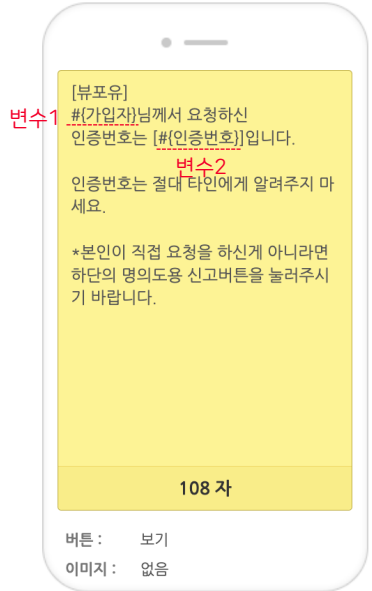 [뷰포유]
변수1 #{가입자}님께서 요청하신
인증번호는 [#{인증번호}]입니다.
변수2
인증번호는 절대 타인에게 알려주지 마
세요.
*본인이 직접 요청을 하신게 아니라면
하단의 명의도용 신고버튼을 눌러주시
기 바랍니다.
108 자
버튼 : 보기
이미지 : 없음